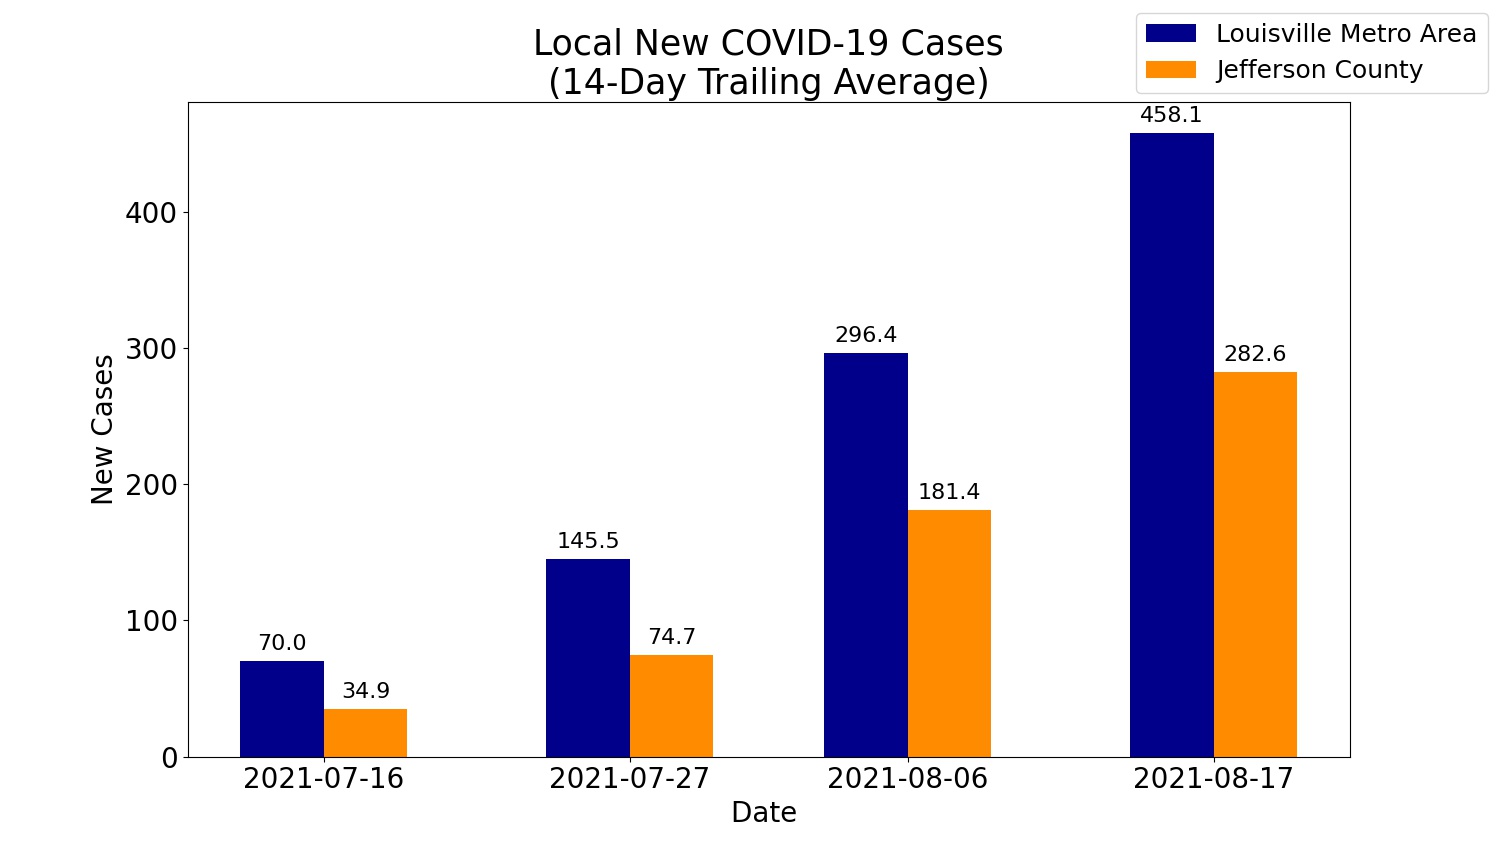 Local New COVID-19 Cases
(14-Day Trailing Average)
Louisville Metro Area
Jefferson County
New Cases
400
300
200
100
0
70.0
34.9
145.5
74.7
296.4
181.4
458.1
282.6
2021-07-16
2021-07-27
2021-08-06
2021-08-17
Date